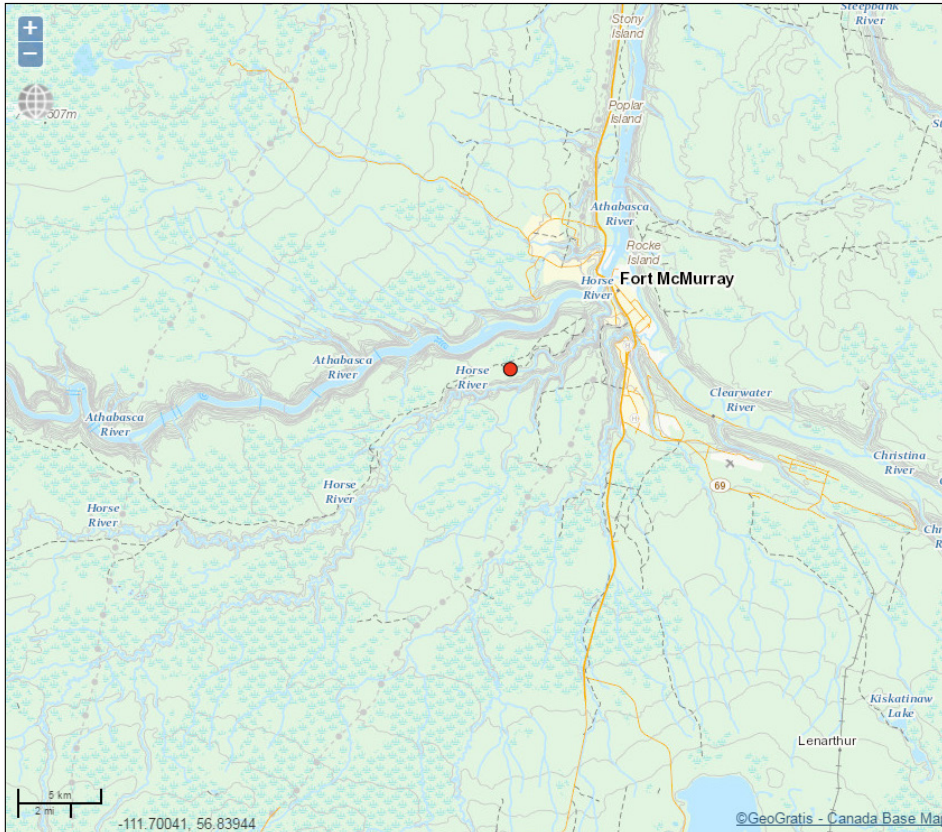 +
−
507m
Stony
Island
Steepbank
River
Poplar
Island
Athabasca
River
Rocke
Island
Horse
River
Fort McMurray
Athabasca
River
Horse
River
Athabasca
River
Clearwater
River
Christina
River
Horse
River
Horse
River
69
Kiskatinaw
Lake
Lenarthur
5 km
2 mi
-111.70041, 56.83944
©GeoGratis - Canada Base Ma